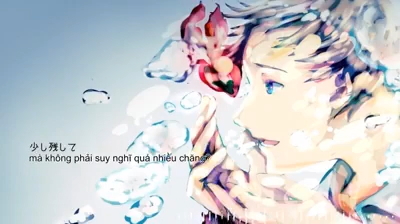 少し残して
mà không phải suy nghĩ quá nhiều chăng?